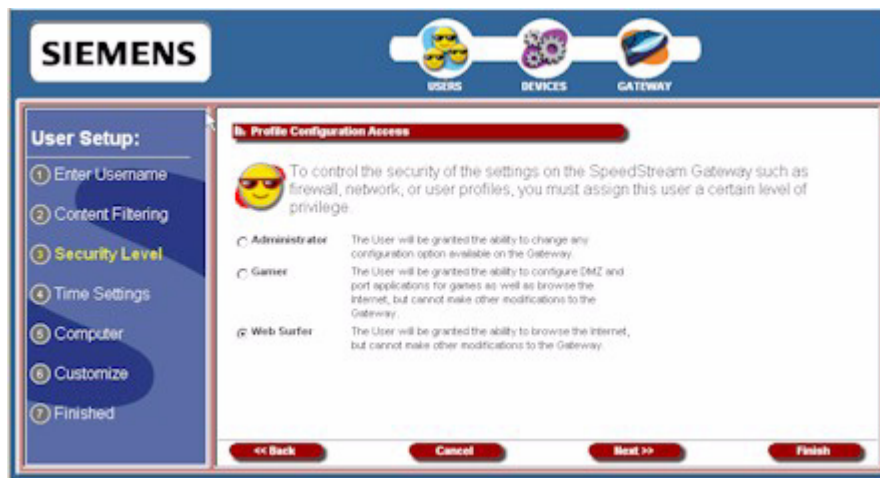 SIEMENS
USERS
DEVICES
GATEWAY
User Setup:
1 Enter Username
2 Content Filtering
3 Security Level
4 Time Settings
5 Computer
6 Customize
7 Finished
Profile Configuration Access
To control the security of the settings on the SpeedStream Gateway such as
firewall, network, or user profiles, you must assign this user a certain level of
privilege.
Administrator
The User will be granted the ability to change any
configuration option available on the Gateway.
Gamer
The User will be granted the ability to configure DMZ and
port applications for games as well as browse the
Internet, but cannot make other modifications to the
Gateway.
Web Surfer
The User will be granted the ability to browse the Internet,
but cannot make other modifications to the Gateway.
<< Back
Cancel
Next >>
Finish